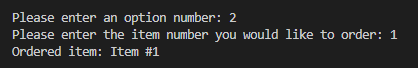 Please enter an option number: 2
Please enter the item number you would like to order: 1
Ordered item: Item #1